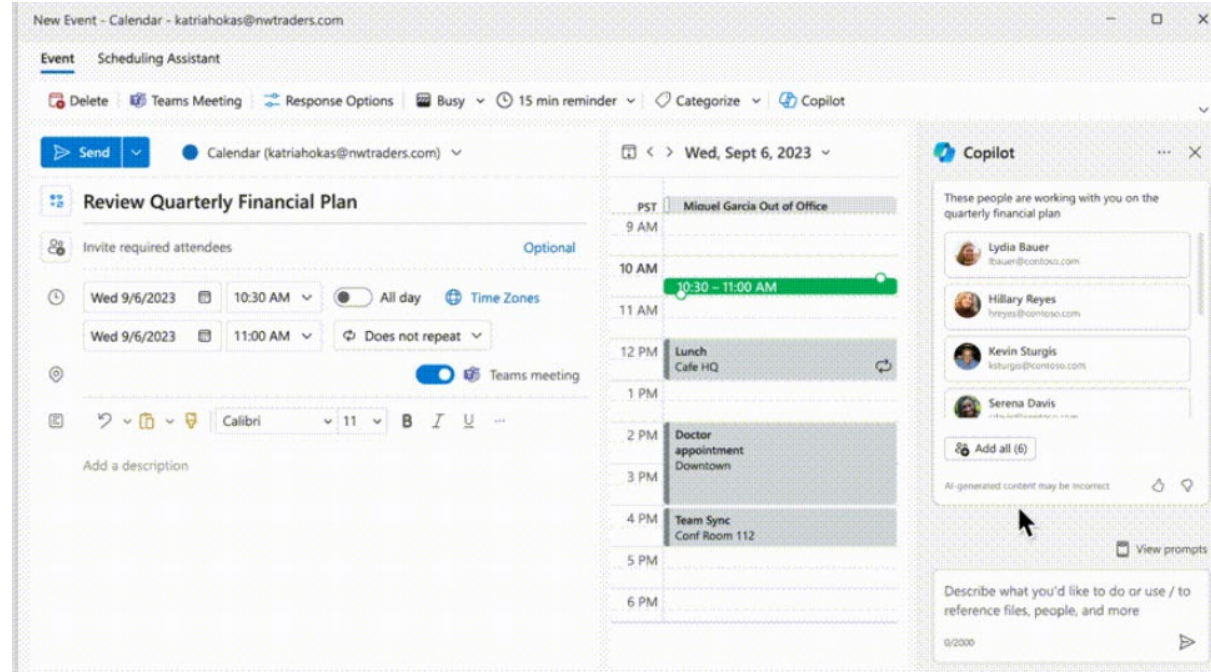 New Event - Calendar - katriahokas@nwtraders.com
Event Scheduling Assistant
Delete Teams Meeting Response Options Busy 15 min reminder Categorize Copilot
Send Calendar (katriahokas@nwtraders.com)
Review Quarterly Financial Plan
Invite required attendees Optional
Wed 9/6/2023 10:30 AM All day Time Zones
Wed 9/6/2023 11:00 AM Does not repeat
Teams meeting
Calibri 11 B I U ...
Add a description
Wed, Sept 6, 2023
PST Miguel Garcia Out of Office
9 AM
10 AM
10:30 – 11:00 AM
11 AM
12 PM Lunch
Cafe HQ
1 PM
2 PM Doctor
appointment
Downtown
3 PM
4 PM Team Sync
Conf Room 112
5 PM
6 PM
Copilot ...
These people are working with you on the
quarterly financial plan
Lydia Bauer
lbauer@contoso.com
Hillary Reyes
hreyes@contoso.com
Kevin Sturgis
ksturgis@contoso.com
Serena Davis
Add all (6)
AI-generated content may be incorrect
View prompts
Describe what you'd like to do or use / to
reference files, people, and more
0/2000